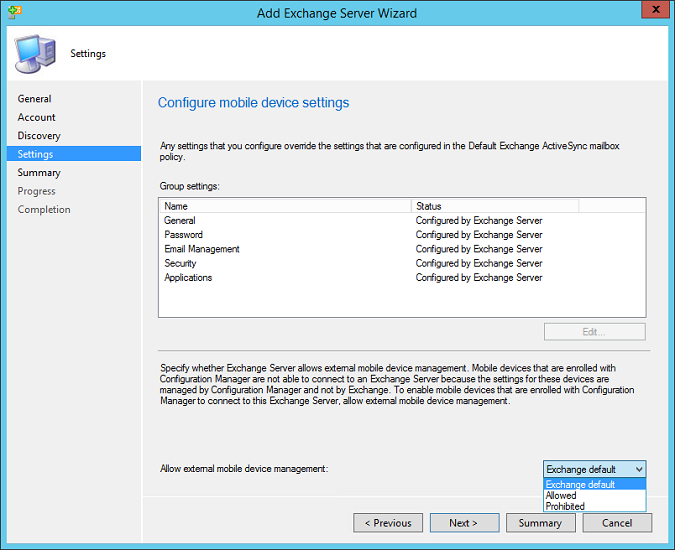 Add Exchange Server Wizard
x
Settings
General
Account
Discovery
Settings
Summary
Progress
Completion
Configure mobile device settings
Any settings that you configure override the settings that are configured in the Default Exchange ActiveSync mailbox
policy.
Group settings:
Name Status
General Configured by Exchange Server
Password Configured by Exchange Server
Email Management Configured by Exchange Server
Security Configured by Exchange Server
Applications Configured by Exchange Server
Edit...
Specify whether Exchange Server allows external mobile device management. Mobile devices that are enrolled with
Configuration Manager are not able to connect to an Exchange Server because the settings for these devices are
managed by Configuration Manager and not by Exchange. To enable mobile devices that are enrolled with Configuration
Manager to connect to this Exchange Server, allow external mobile device management.
Allow external mobile device management: Exchange default
Exchange default
Allowed
Prohibited
< Previous Next > Summary Cancel